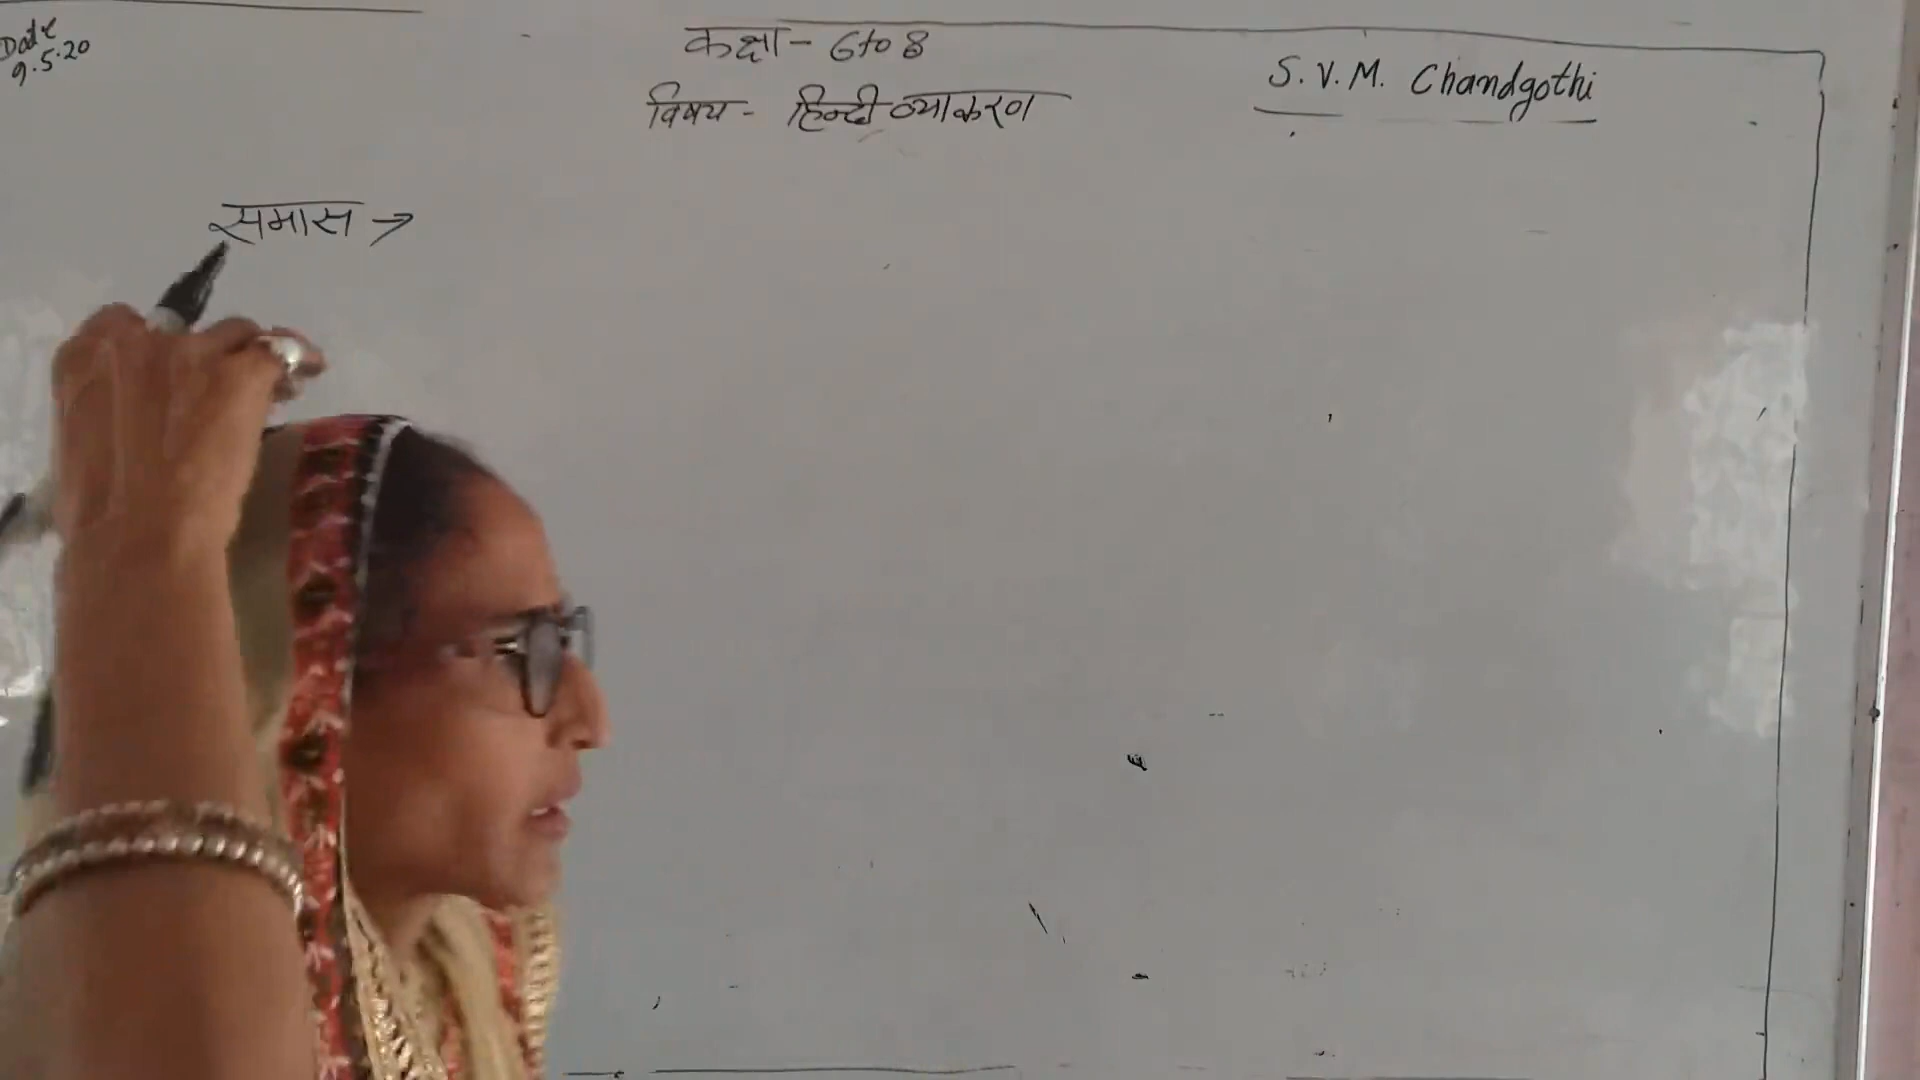 Date
9.5.20
कक्षा - 6 to 8
विषय - हिन्दी व्याकरण
S. V. M. Chandgothi
समास →